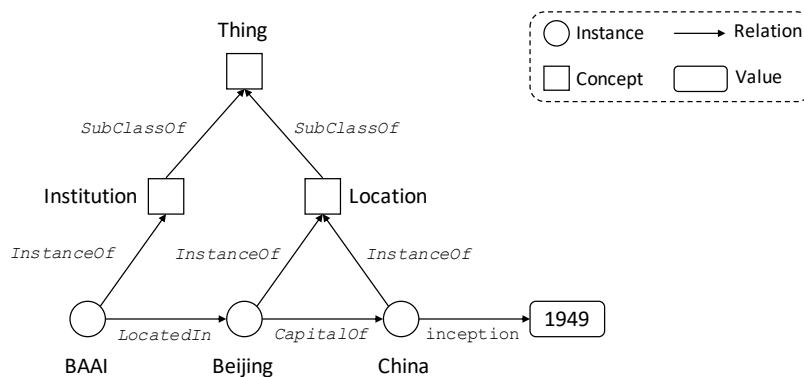 Thing
Instance
Relation
Concept
Value
SubClassOf
SubClassOf
Institution
Location
InstanceOf
InstanceOf
InstanceOf
1949
LocatedIn
CapitalOf
inception
BAAI
Beijing
China